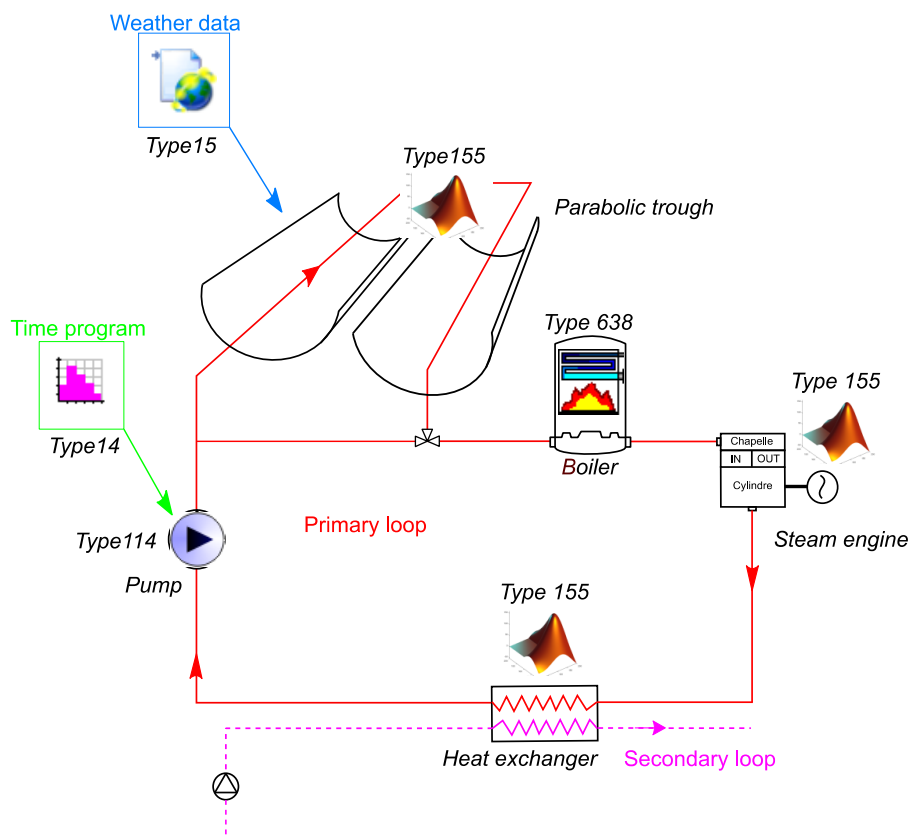 Weather data
Type15
Type155
Parabolic trough
Time program
Type14
Type 638
Boiler
Type 155
Chapelle
IN OUT
Cylindre
Steam engine
Primary loop
Type114
Pump
Type 155
Heat exchanger
Secondary loop